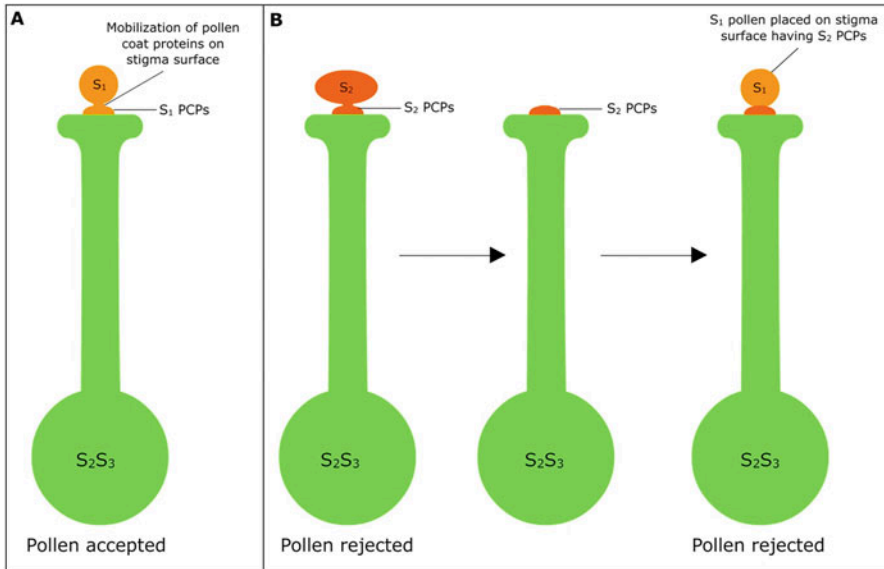 A
Mobilization of pollen
coat proteins on
stigma surface
S₁
S₁ PCPs
S₂S₃
Pollen accepted
B
S₂
S₂ PCPs
S₂S₃
Pollen rejected
S₂ PCPs
S₂S₃
S₁ pollen placed on stigma
surface having S₂ PCPs
S₁
S₂S₃
Pollen rejected